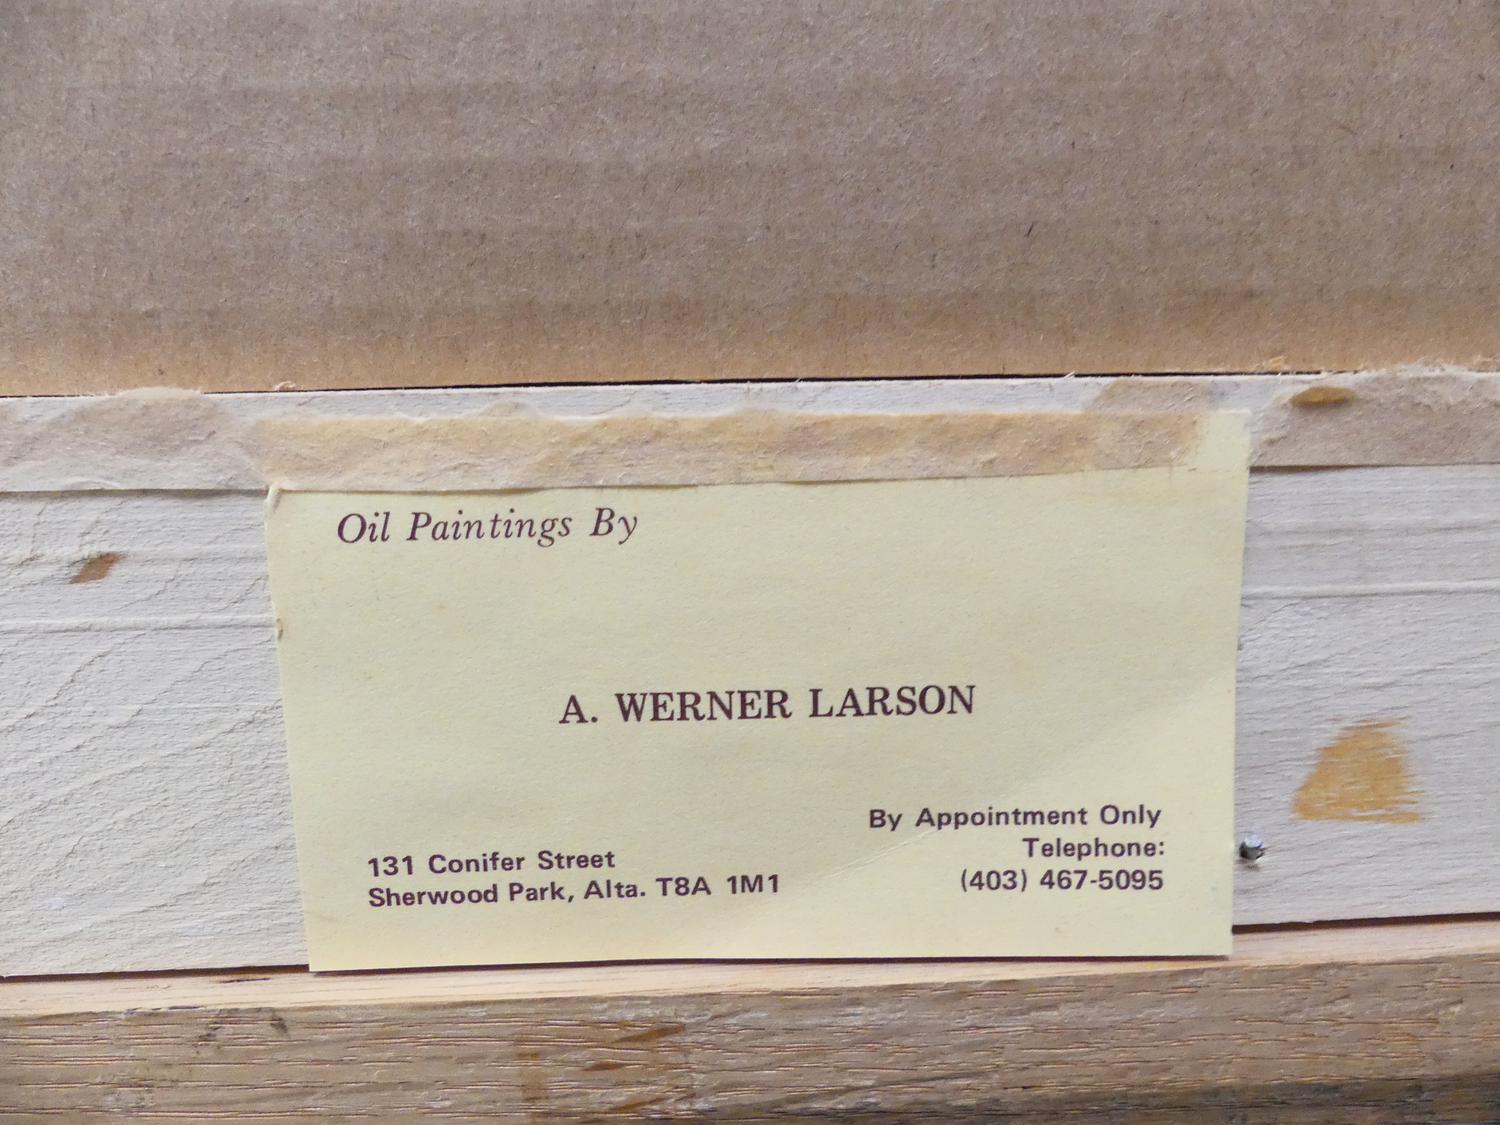 Oil Paintings By
A. WERNER LARSON
By Appointment Only
Telephone:
(403) 467-5095
131 Conifer Street
Sherwood Park, Alta. T8A 1M1